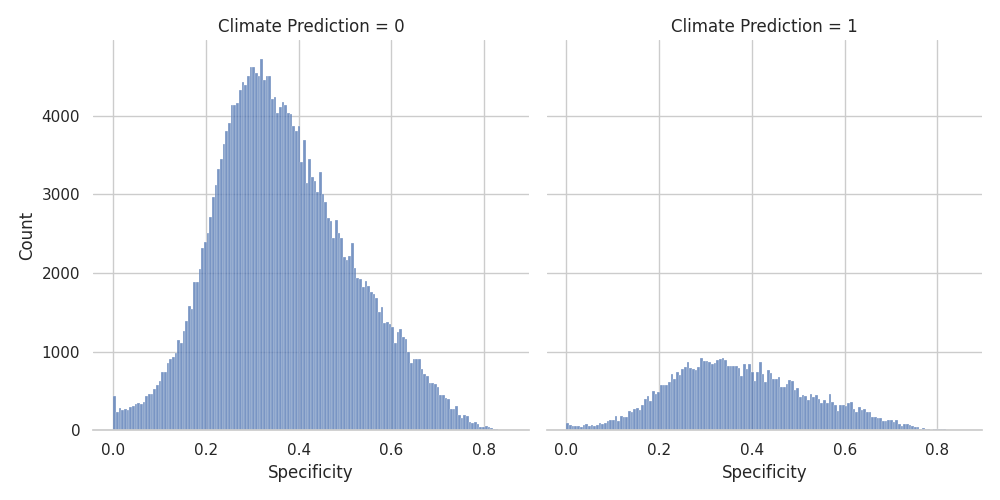 Climate Prediction = 0
Climate Prediction = 1
Count
4000
3000
2000
1000
0
0.0 0.2 0.4 0.6 0.8
0.0 0.2 0.4 0.6 0.8
Specificity
Specificity